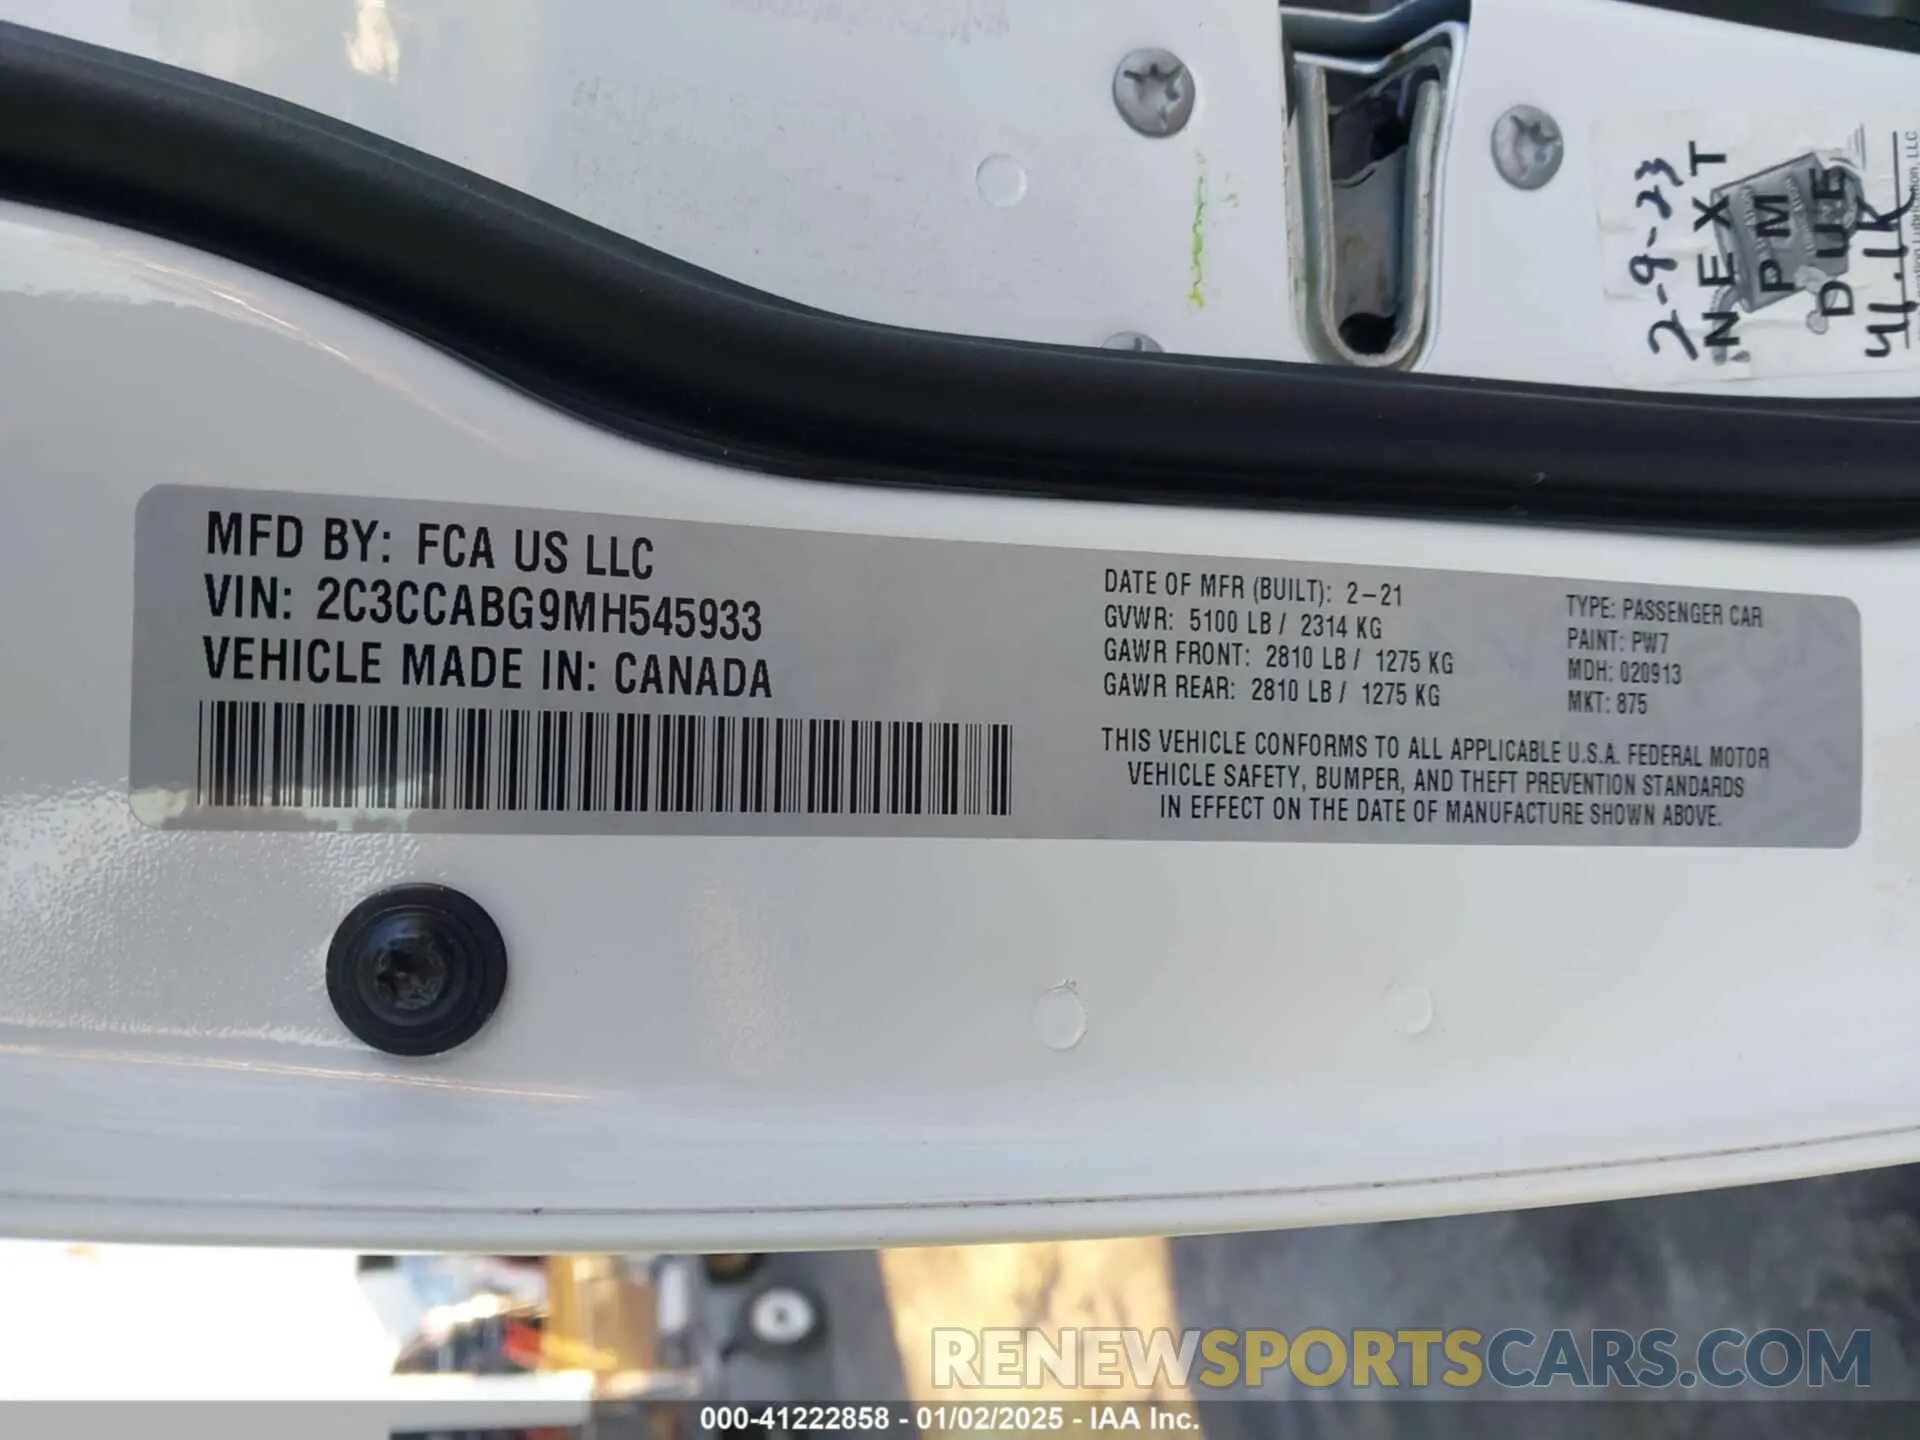 2-9-23
NEXT
PM
DUE
41.1K
MFD BY: FCA US LLC
VIN: 2C3CCABG9MH545933
VEHICLE MADE IN: CANADA
DATE OF MFR (BUILT): 2-21
GVWR: 5100 LB / 2314 KG
GAWR FRONT: 2810 LB / 1275 KG
GAWR REAR: 2810 LB / 1275 KG
TYPE: PASSENGER CAR
PAINT: PW7
MDH: 020913
MKT: 875
THIS VEHICLE CONFORMS TO ALL APPLICABLE U.S.A. FEDERAL MOTOR
VEHICLE SAFETY, BUMPER, AND THEFT PREVENTION STANDARDS
IN EFFECT ON THE DATE OF MANUFACTURE SHOWN ABOVE.
RENEWSPORTSCARS.COM
000-41222858 - 01/02/2025 - IAA Inc.